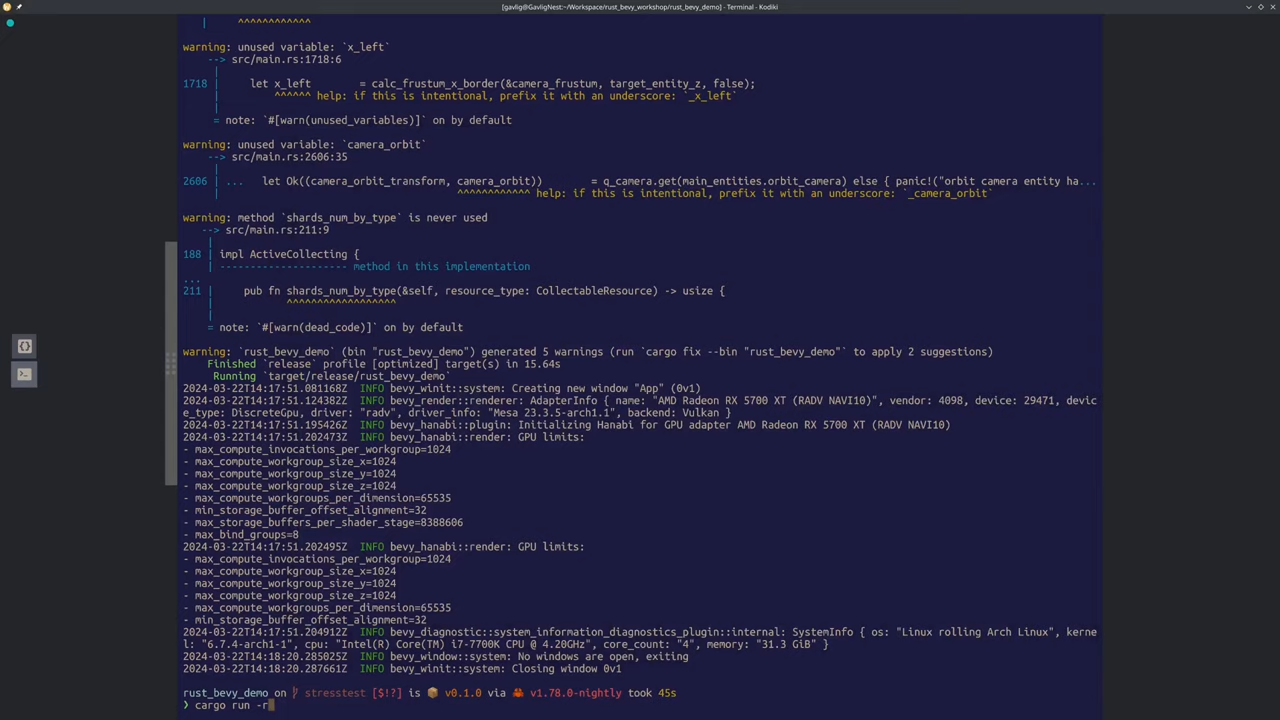 [gavlig@GavligNest:~/Workspace/rust_bevy_workshop/rust_bevy_demo] - Terminal - Kodiki
| ^^^^^^^^^^^^
warning: unused variable: `x_left`
--> src/main.rs:1718:6
|
1718 | let x_left = calc_frustum_x_border(&camera_frustum, target_entity_z, false);
| ^^^^^^ help: if this is intentional, prefix it with an underscore: `_x_left`
|
= note: `#[warn(unused_variables)]` on by default
warning: unused variable: `camera_orbit`
--> src/main.rs:2606:35
|
2606 | ... let Ok((camera_orbit_transform, camera_orbit)) = q_camera.get(main_entities.orbit_camera) else { panic!("orbit camera entity ha...
| ^^^^^^^^^^^^ help: if this is intentional, prefix it with an underscore: `_camera_orbit`
warning: method `shards_num_by_type` is never used
--> src/main.rs:211:9
|
188 | impl ActiveCollecting {
| --------------------- method in this implementation
...
211 | pub fn shards_num_by_type(&self, resource_type: CollectableResource) -> usize {
| ^^^^^^^^^^^^^^^^^^
|
= note: `#[warn(dead_code)]` on by default
warning: `rust_bevy_demo` (bin "rust_bevy_demo") generated 5 warnings (run `cargo fix --bin "rust_bevy_demo"` to apply 2 suggestions)
Finished `release` profile [optimized] target(s) in 15.64s
Running `target/release/rust_bevy_demo`
2024-03-22T14:17:51.081168Z INFO bevy_winit::system: Creating new window "App" (0v1)
2024-03-22T14:17:51.124382Z INFO bevy_render::renderer: AdapterInfo { name: "AMD Radeon RX 5700 XT (RADV NAVI10)", vendor: 4098, device: 29471, devic
e_type: DiscreteGpu, driver: "radv", driver_info: "Mesa 23.3.5-arch1.1", backend: Vulkan }
2024-03-22T14:17:51.195426Z INFO bevy_hanabi::plugin: Initializing Hanabi for GPU adapter AMD Radeon RX 5700 XT (RADV NAVI10)
2024-03-22T14:17:51.202473Z INFO bevy_hanabi::render: GPU limits:
- max_compute_invocations_per_workgroup=1024
- max_compute_workgroup_size_x=1024
- max_compute_workgroup_size_y=1024
- max_compute_workgroup_size_z=1024
- max_compute_workgroups_per_dimension=65535
- min_storage_buffer_offset_alignment=32
- max_storage_buffers_per_shader_stage=8388606
- max_bind_groups=8
2024-03-22T14:17:51.202495Z INFO bevy_hanabi::render: GPU limits:
- max_compute_invocations_per_workgroup=1024
- max_compute_workgroup_size_x=1024
- max_compute_workgroup_size_y=1024
- max_compute_workgroup_size_z=1024
- max_compute_workgroups_per_dimension=65535
- min_storage_buffer_offset_alignment=32
2024-03-22T14:17:51.204912Z INFO bevy_diagnostic::system_information_diagnostics_plugin::internal: SystemInfo { os: "Linux rolling Arch Linux", kerne
l: "6.7.4-arch1-1", cpu: "Intel(R) Core(TM) i7-7700K CPU @ 4.20GHz", core_count: "4", memory: "31.3 GiB" }
2024-03-22T14:18:20.285025Z INFO bevy_window::system: No windows are open, exiting
2024-03-22T14:18:20.287661Z INFO bevy_winit::system: Closing window 0v1
rust_bevy_demo on stresstest [$!?] is 📦 v0.1.0 via 🦀 v1.78.0-nightly took 45s
❯ cargo run -r